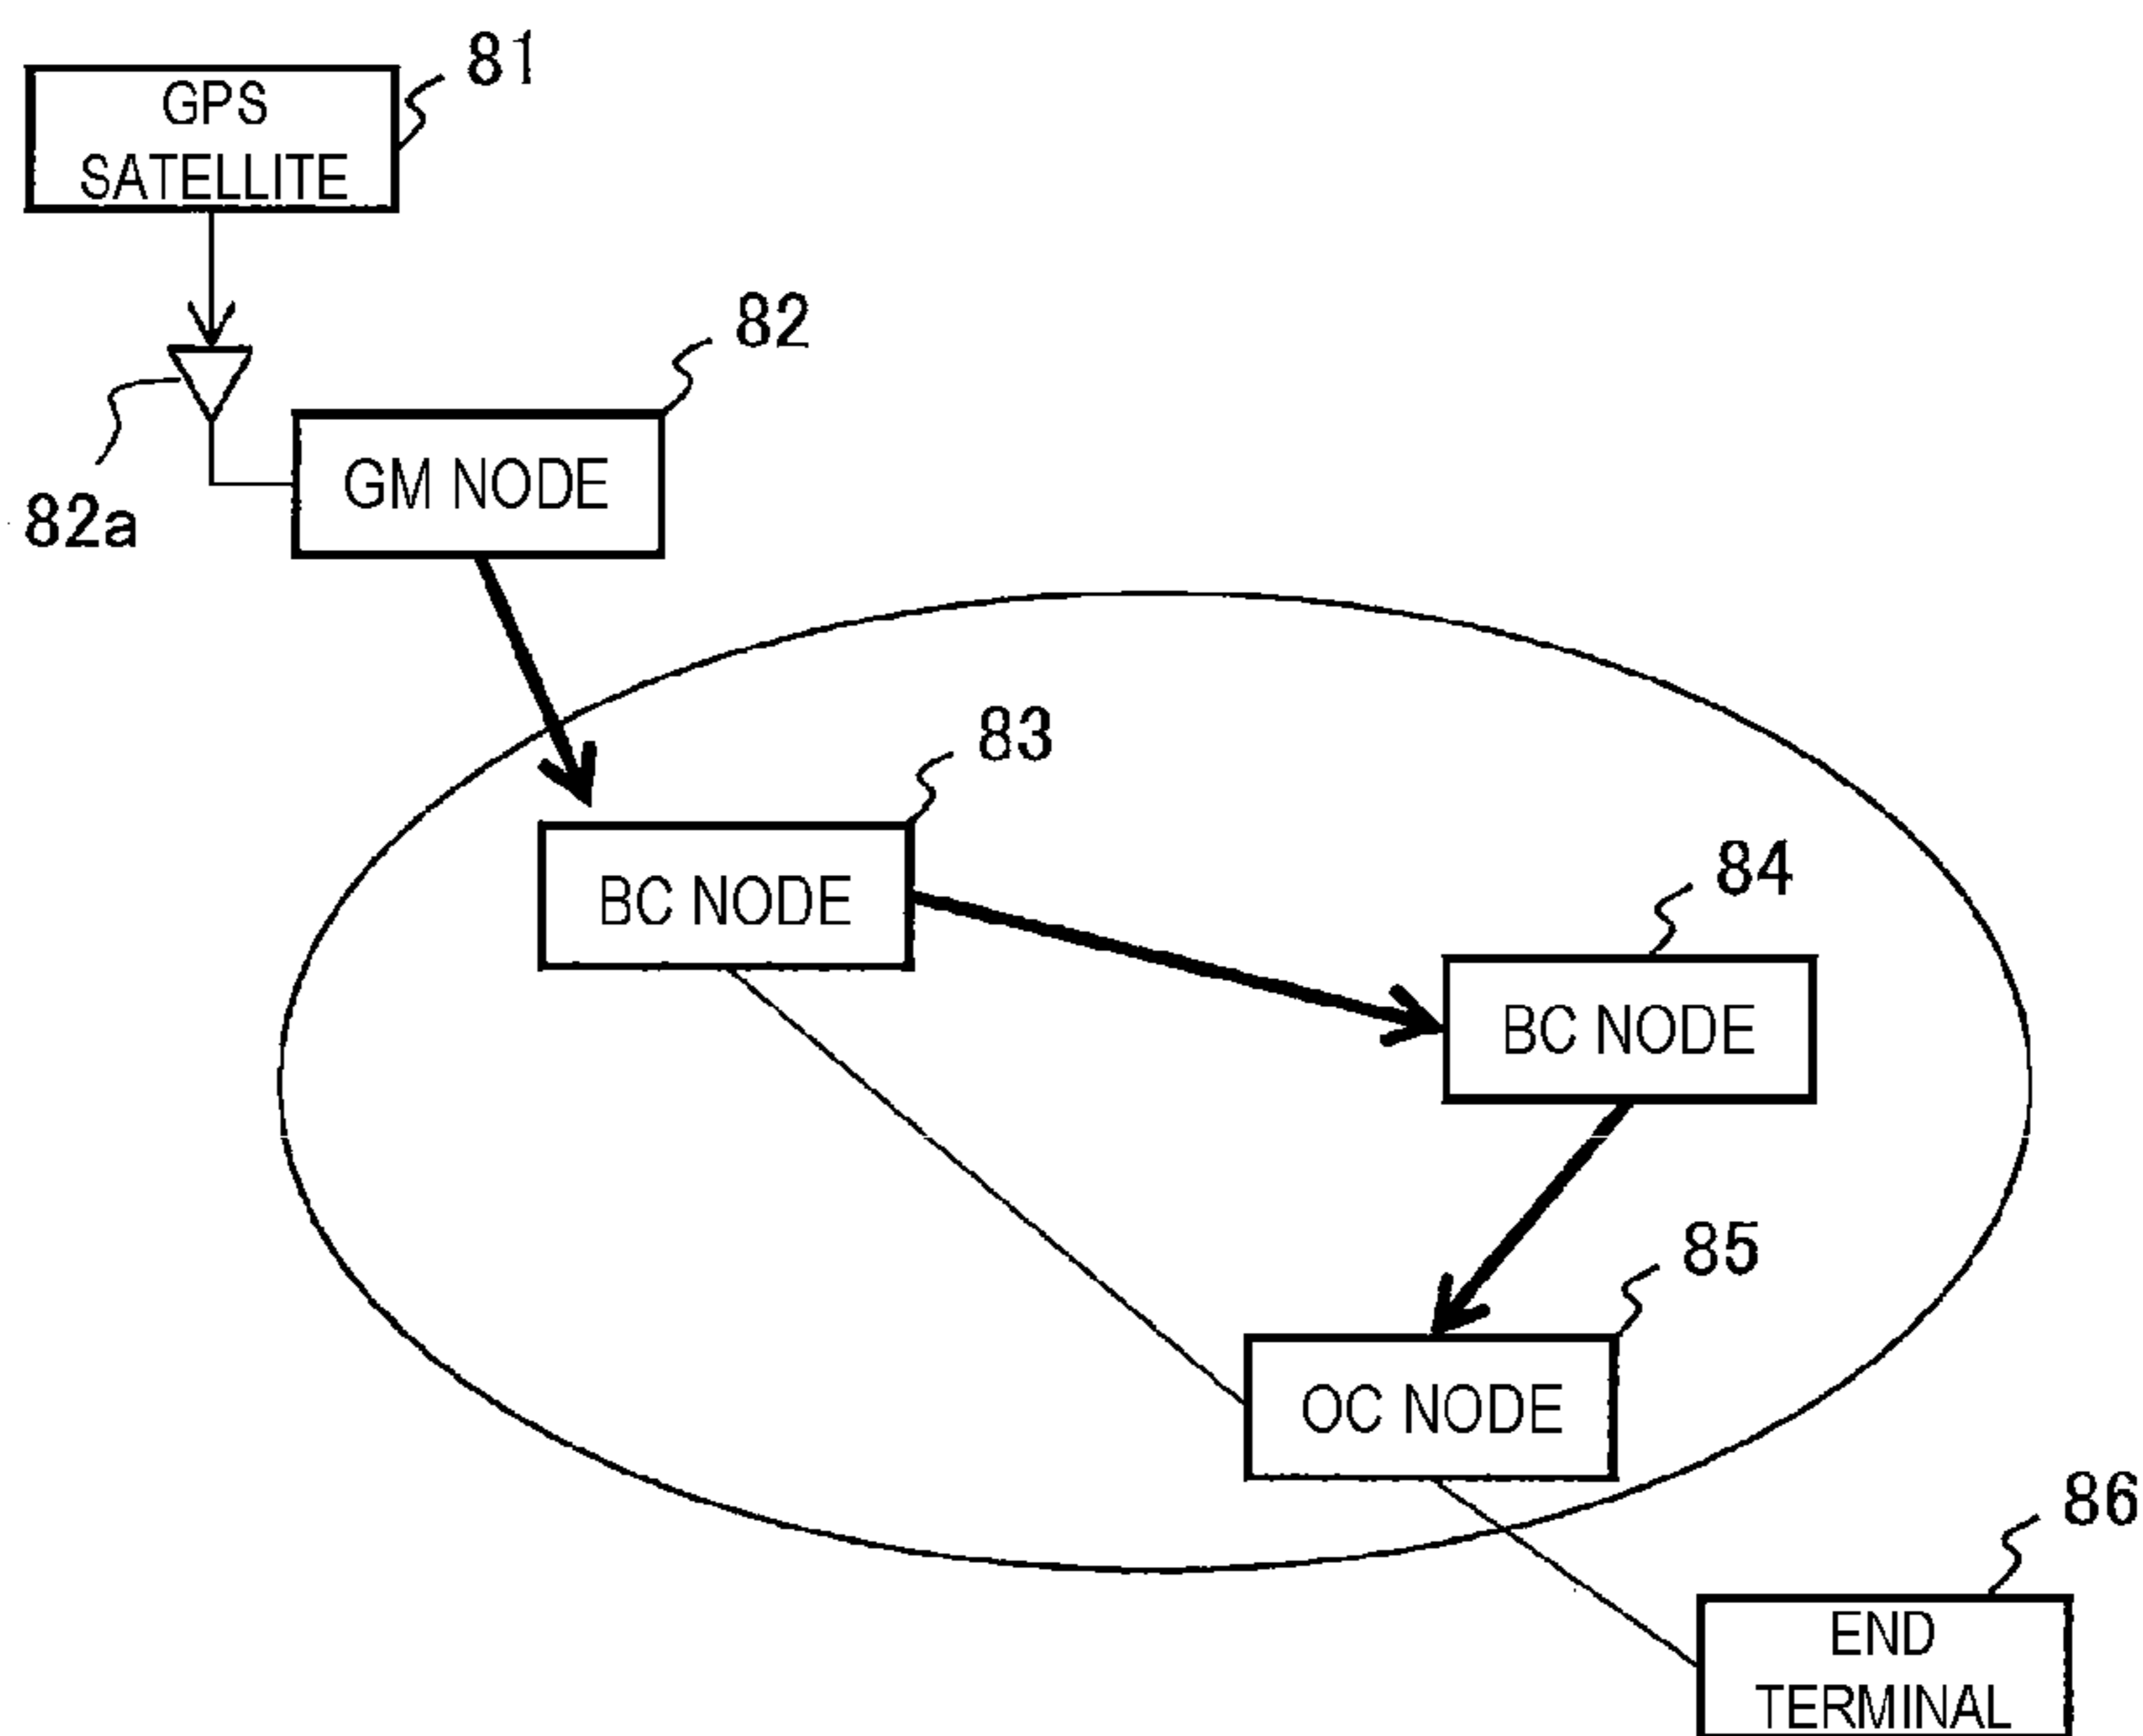 81
GPS
SATELLITE
82
GM NODE
82a
83
BC NODE
84
BC NODE
85
OC NODE
86
END
TERMINAL